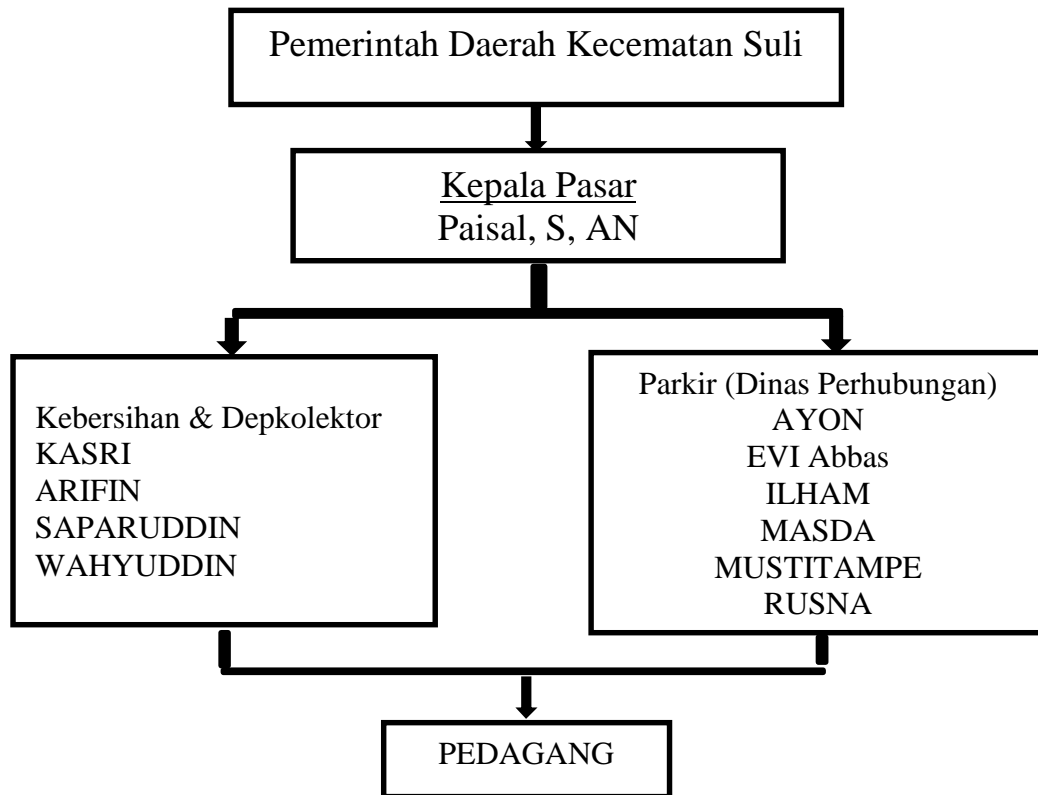 Pemerintah Daerah Kecematan Suli
Kepala Pasar
Paisal, S, AN
Kebersihan & Depkolektor
KASRI
ARIFIN
SAPARUDDIN
WAHYUDDIN
Parkir (Dinas Perhubungan)
AYON
EVI Abbas
ILHAM
MASDA
MUSTITAMPE
RUSNA
PEDAGANG